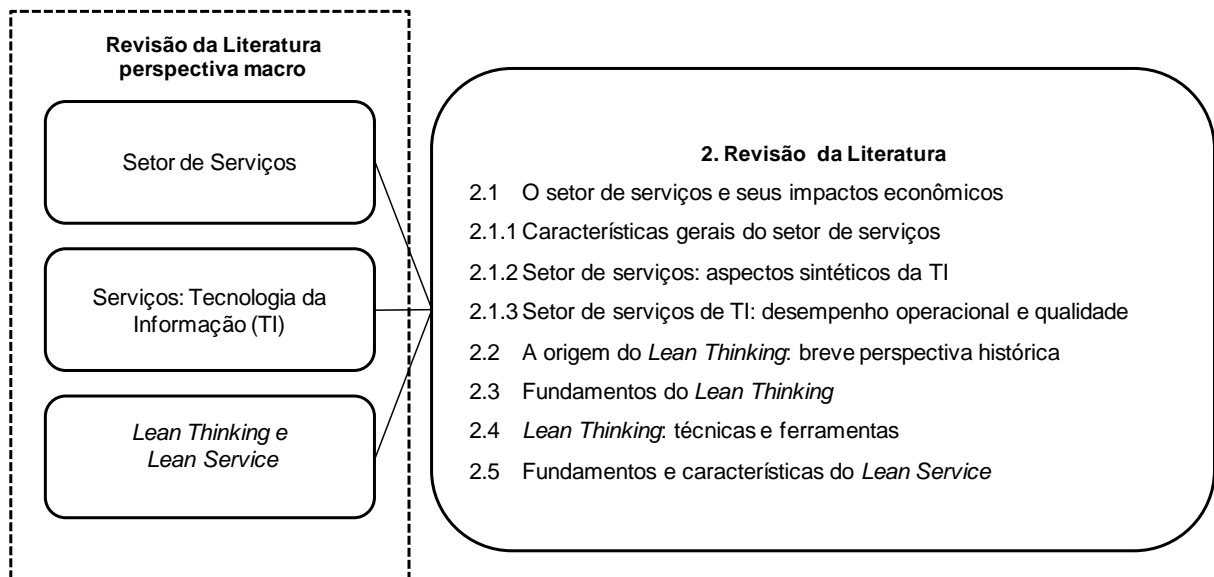 Revisão da Literatura
perspectiva macro
Setor de Serviços
Serviços: Tecnologia da
Informação (TI)
Lean Thinking e
Lean Service
2. Revisão da Literatura
2.1 O setor de serviços e seus impactos econômicos
2.1.1 Características gerais do setor de serviços
2.1.2 Setor de serviços: aspectos sintéticos da TI
2.1.3 Setor de serviços de TI: desempenho operacional e qualidade
2.2 A origem do Lean Thinking: breve perspectiva histórica
2.3 Fundamentos do Lean Thinking
2.4 Lean Thinking: técnicas e ferramentas
2.5 Fundamentos e características do Lean Service